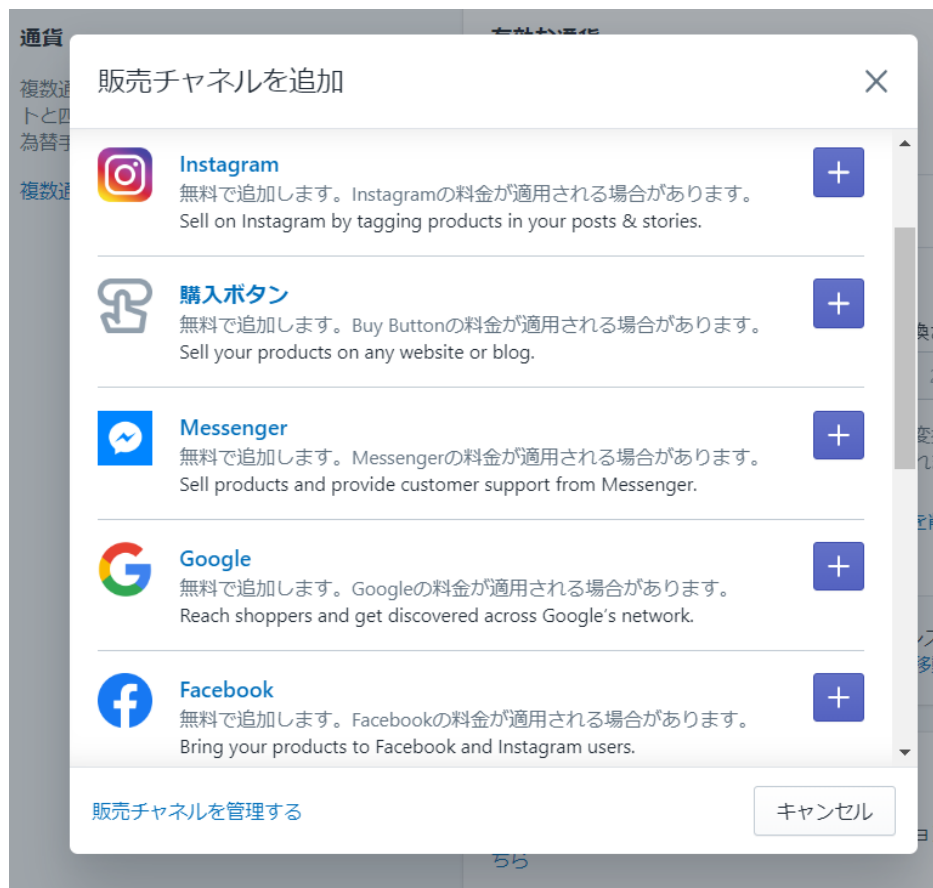 通貨
有効な通貨
販売チャネルを追加
複数通
トと
為替手
複数通
Instagram
無料で追加します。Instagramの料金が適用される場合があります。
Sell on Instagram by tagging products in your posts & stories.
購入ボタン
無料で追加します。Buy Buttonの料金が適用される場合があります。
Sell your products on any website or blog.
Messenger
無料で追加します。Messengerの料金が適用される場合があります。
Sell products and provide customer support from Messenger.
Google
無料で追加します。Googleの料金が適用される場合があります。
Reach shoppers and get discovered across Google's network.
Facebook
無料で追加します。Facebookの料金が適用される場合があります。
Bring your products to Facebook and Instagram users.
販売チャネルを管理する
キャンセル
ちら